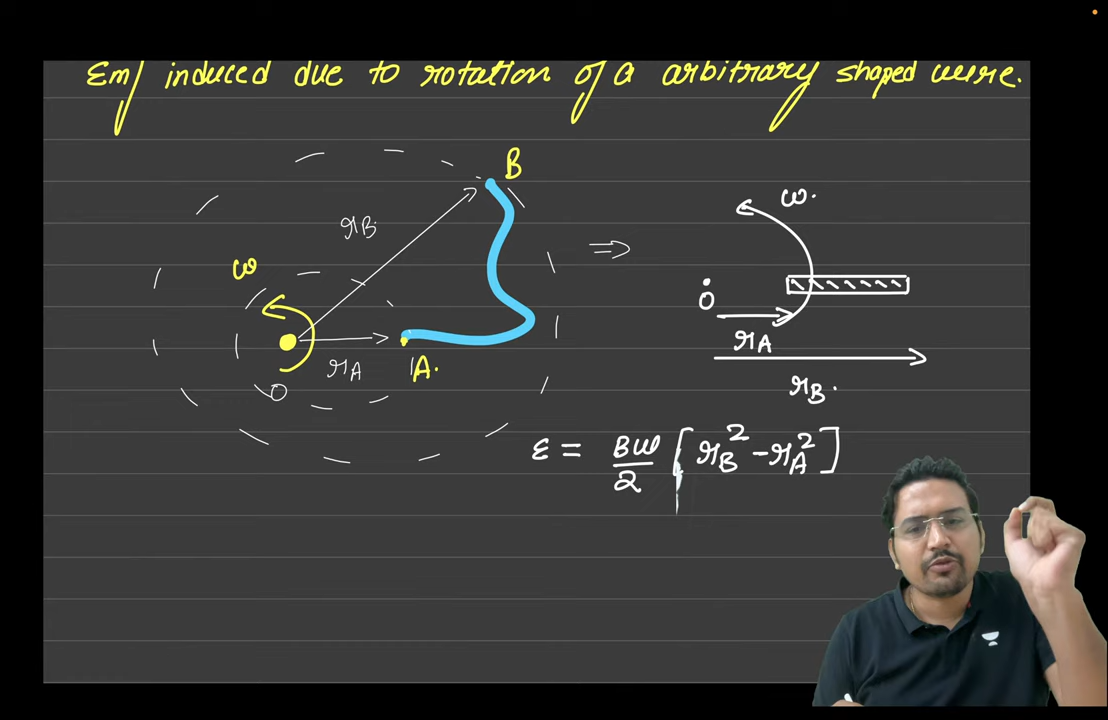 Emf induced due to rotation of a arbitrary shaped wire.
B
ω
rB.
ω.
⇒
O
rA
A.
O
rA
rB.
ε = Bω/2 [rB² - rA²]